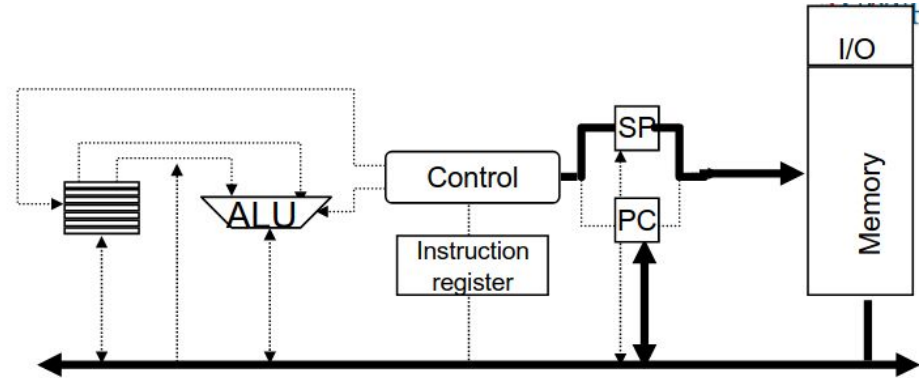 I/O
SP
Control
Memory
ALU
PC
Instruction
register